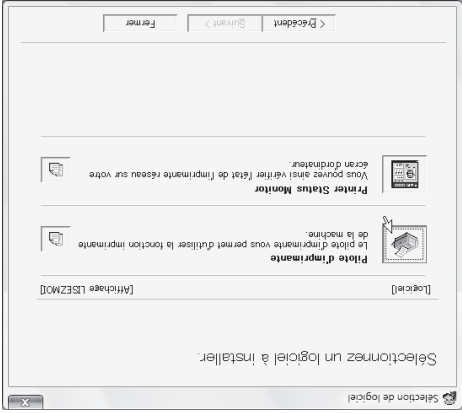 Sélection de logiciel
Sélectionnez un logiciel à installer.
[Logiciel] [Affichage LISEZMOI]
Pilote d'imprimante
Le pilote d'imprimante vous permet d'utiliser la fonction imprimante
de la machine.
Printer Status Monitor
Vous pouvez ainsi vérifier l'état de l'imprimante réseau sur votre
écran d'ordinateur.
< Précédent Suivant > Fermer